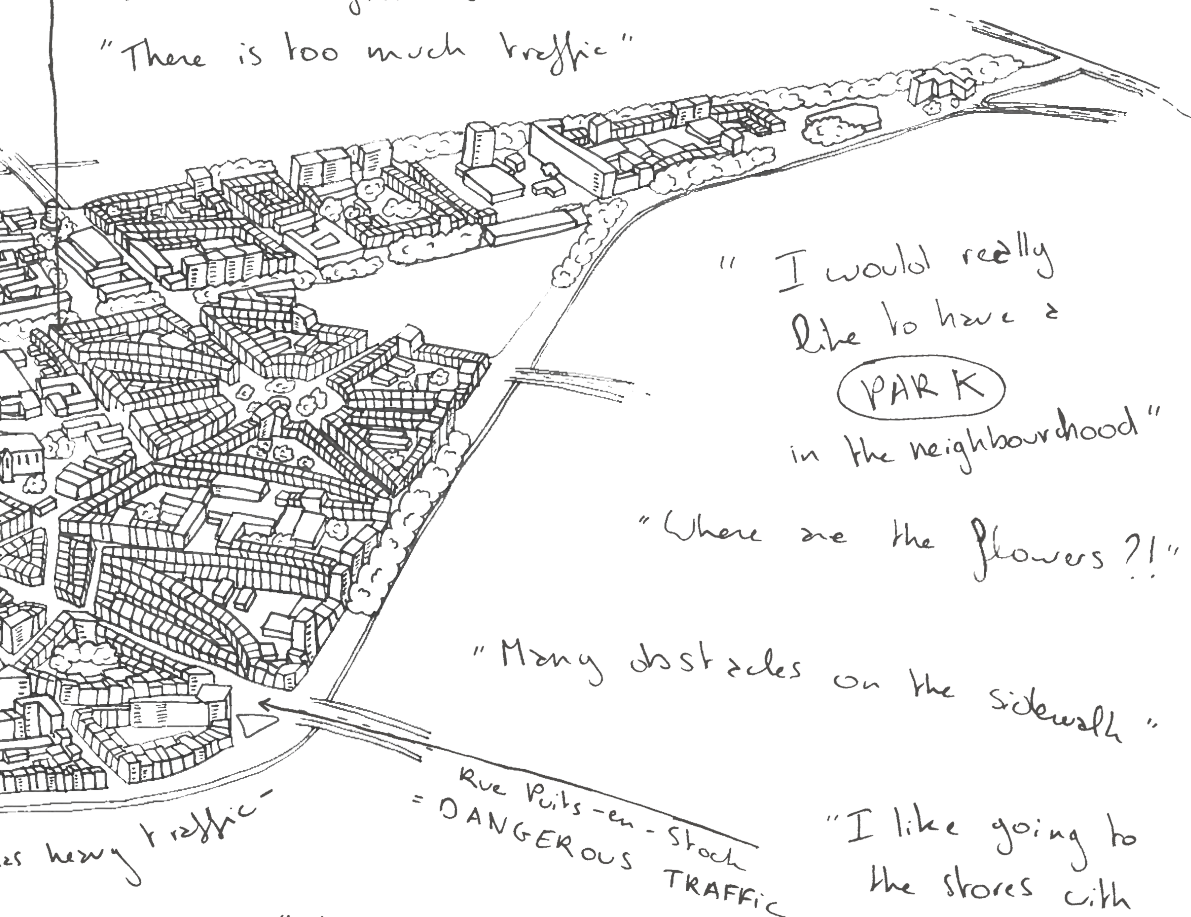 "There is too much traffic"
"I would really
like to have a
PARK
in the neighbourhood"
"Where are the flowers?!"
"Many obstacles on the sidewalk"
Rue Puits-en-Stock
= DANGEROUS TRAFFIC
heavy traffic-
"I like going to
the stores with